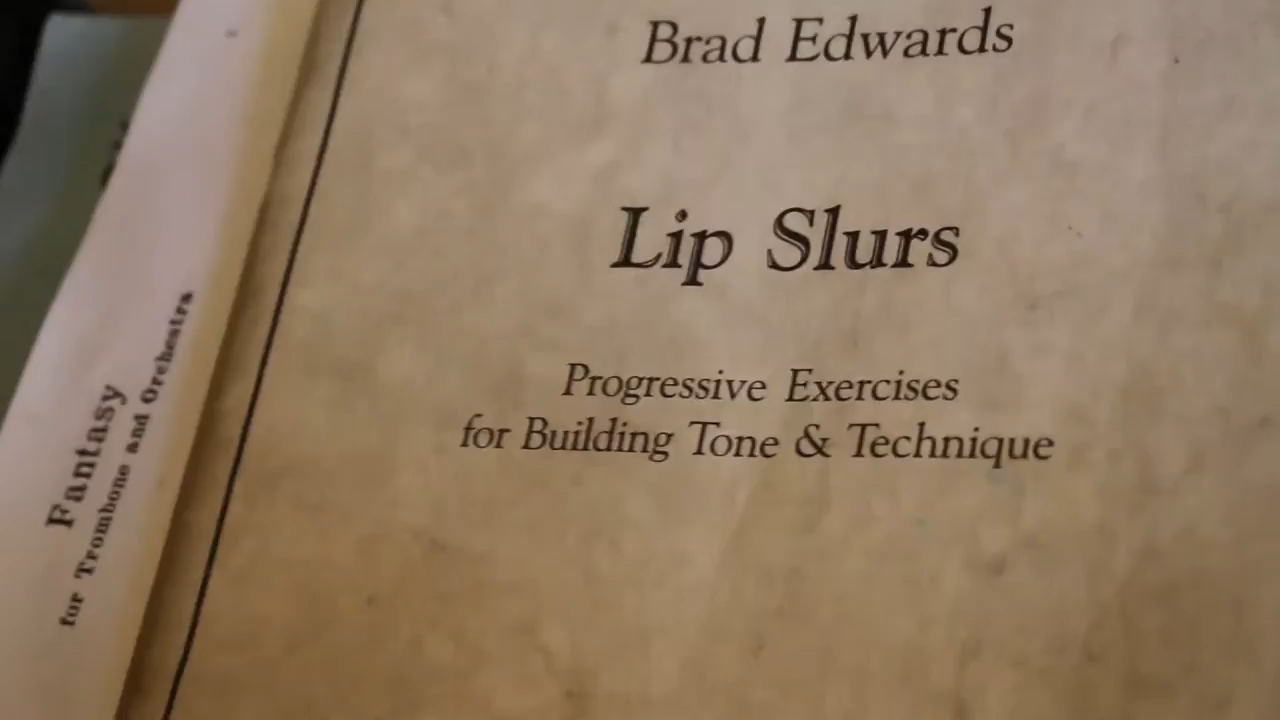 Brad Edwards
Lip Slurs
Progressive Exercises
for Building Tone & Technique
Fantasy
for Trombone and Orchestra